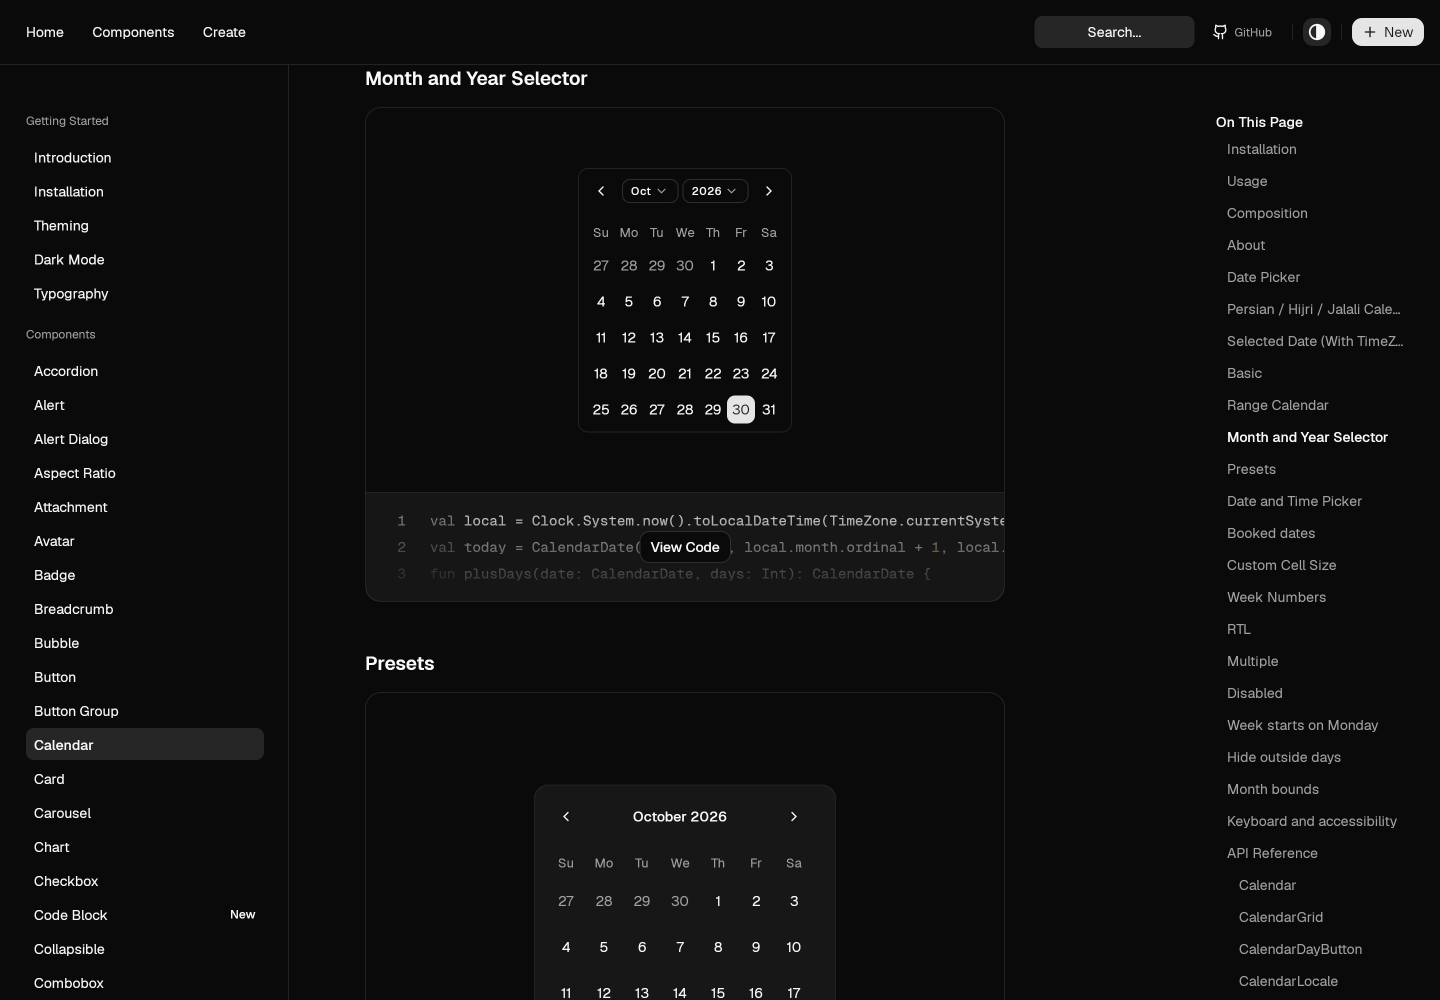 Home Components Create Search... GitHub New
Getting Started
Introduction
Installation
Theming
Dark Mode
Typography
Components
Accordion
Alert
Alert Dialog
Aspect Ratio
Attachment
Avatar
Badge
Breadcrumb
Bubble
Button
Button Group
Calendar
Card
Carousel
Chart
Checkbox
Code Block New
Collapsible
Combobox
Month and Year Selector
Oct 2026
Su Mo Tu We Th Fr Sa
27 28 29 30 1 2 3
4 5 6 7 8 9 10
11 12 13 14 15 16 17
18 19 20 21 22 23 24
25 26 27 28 29 30 31
1 val local = Clock.System.now().toLocalDateTime(TimeZone.currentSyste
2 val today = CalendarDate( , local.month.ordinal + 1, local.
View Code
3 fun plusDays(date: CalendarDate, days: Int): CalendarDate {
Presets
October 2026
Su Mo Tu We Th Fr Sa
27 28 29 30 1 2 3
4 5 6 7 8 9 10
11 12 13 14 15 16 17
On This Page
Installation
Usage
Composition
About
Date Picker
Persian / Hijri / Jalali Cale...
Selected Date (With TimeZ...
Basic
Range Calendar
Month and Year Selector
Presets
Date and Time Picker
Booked dates
Custom Cell Size
Week Numbers
RTL
Multiple
Disabled
Week starts on Monday
Hide outside days
Month bounds
Keyboard and accessibility
API Reference
Calendar
CalendarGrid
CalendarDayButton
CalendarLocale